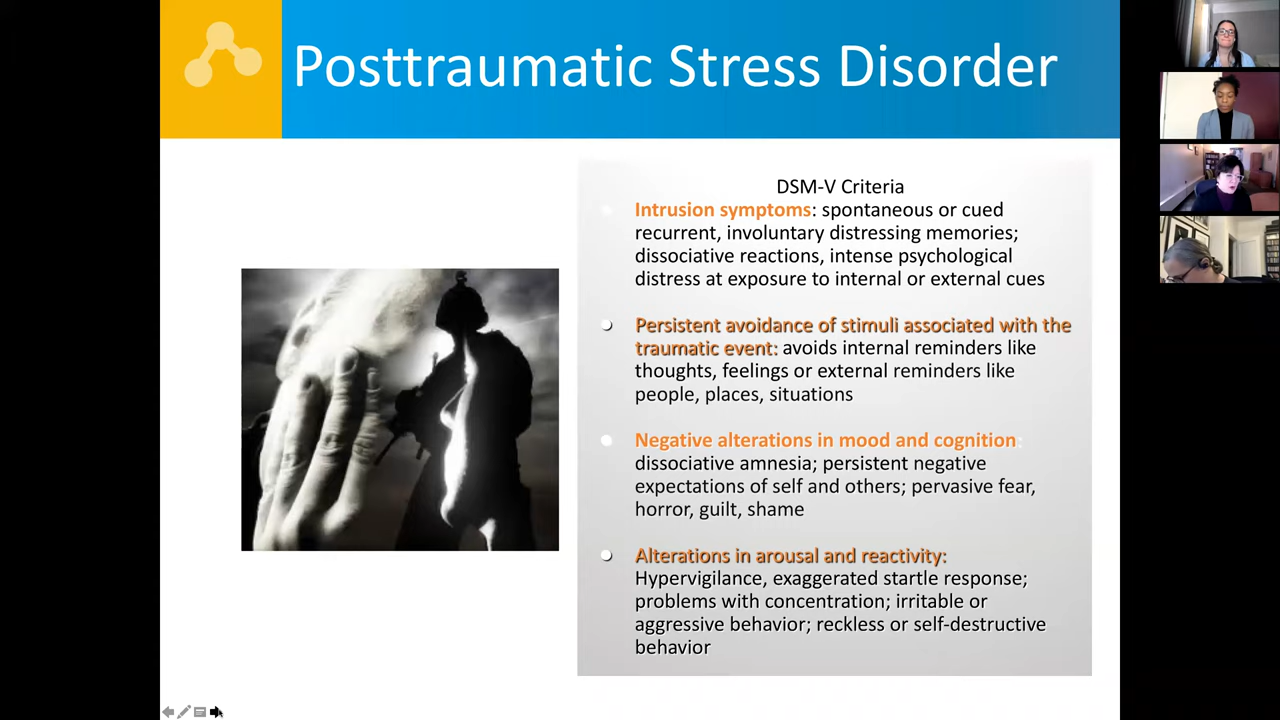 Posttraumatic Stress Disorder
DSM-V Criteria
Intrusion symptoms: spontaneous or cued
recurrent, involuntary distressing memories;
dissociative reactions, intense psychological
distress at exposure to internal or external cues
Persistent avoidance of stimuli associated with the
traumatic event: avoids internal reminders like
thoughts, feelings or external reminders like
people, places, situations
Negative alterations in mood and cognition:
dissociative amnesia; persistent negative
expectations of self and others; pervasive fear,
horror, guilt, shame
Alterations in arousal and reactivity:
Hypervigilance, exaggerated startle response;
problems with concentration; irritable or
aggressive behavior; reckless or self-destructive
behavior